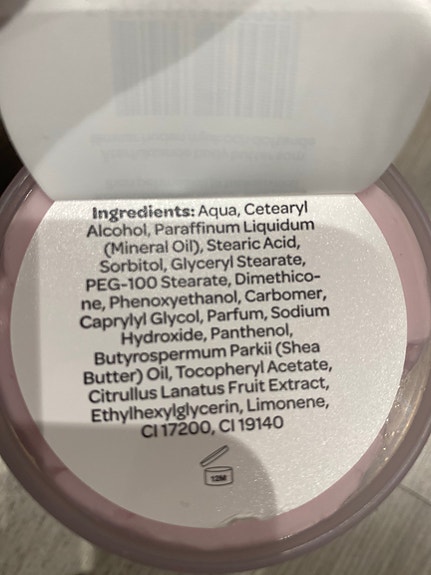 Ingredients: Aqua, Cetearyl
Alcohol, Paraffinum Liquidum
(Mineral Oil), Stearic Acid,
Sorbitol, Glyceryl Stearate,
PEG-100 Stearate, Dimethico-
ne, Phenoxyethanol, Carbomer,
Caprylyl Glycol, Parfum, Sodium
Hydroxide, Panthenol,
Butyrospermum Parkii (Shea
Butter) Oil, Tocopheryl Acetate,
Citrullus Lanatus Fruit Extract,
Ethylhexylglycerin, Limonene,
CI 17200, CI 19140
12M